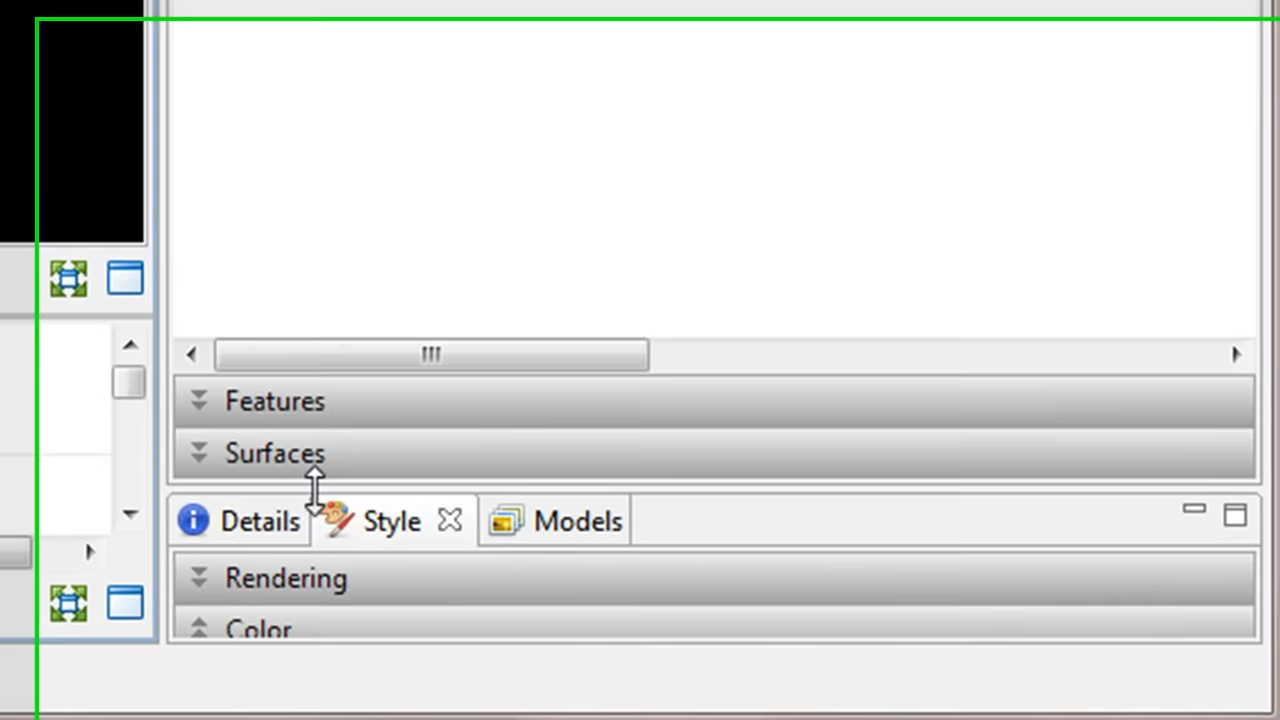 Features
Surfaces
Details Style Models
Rendering
Color